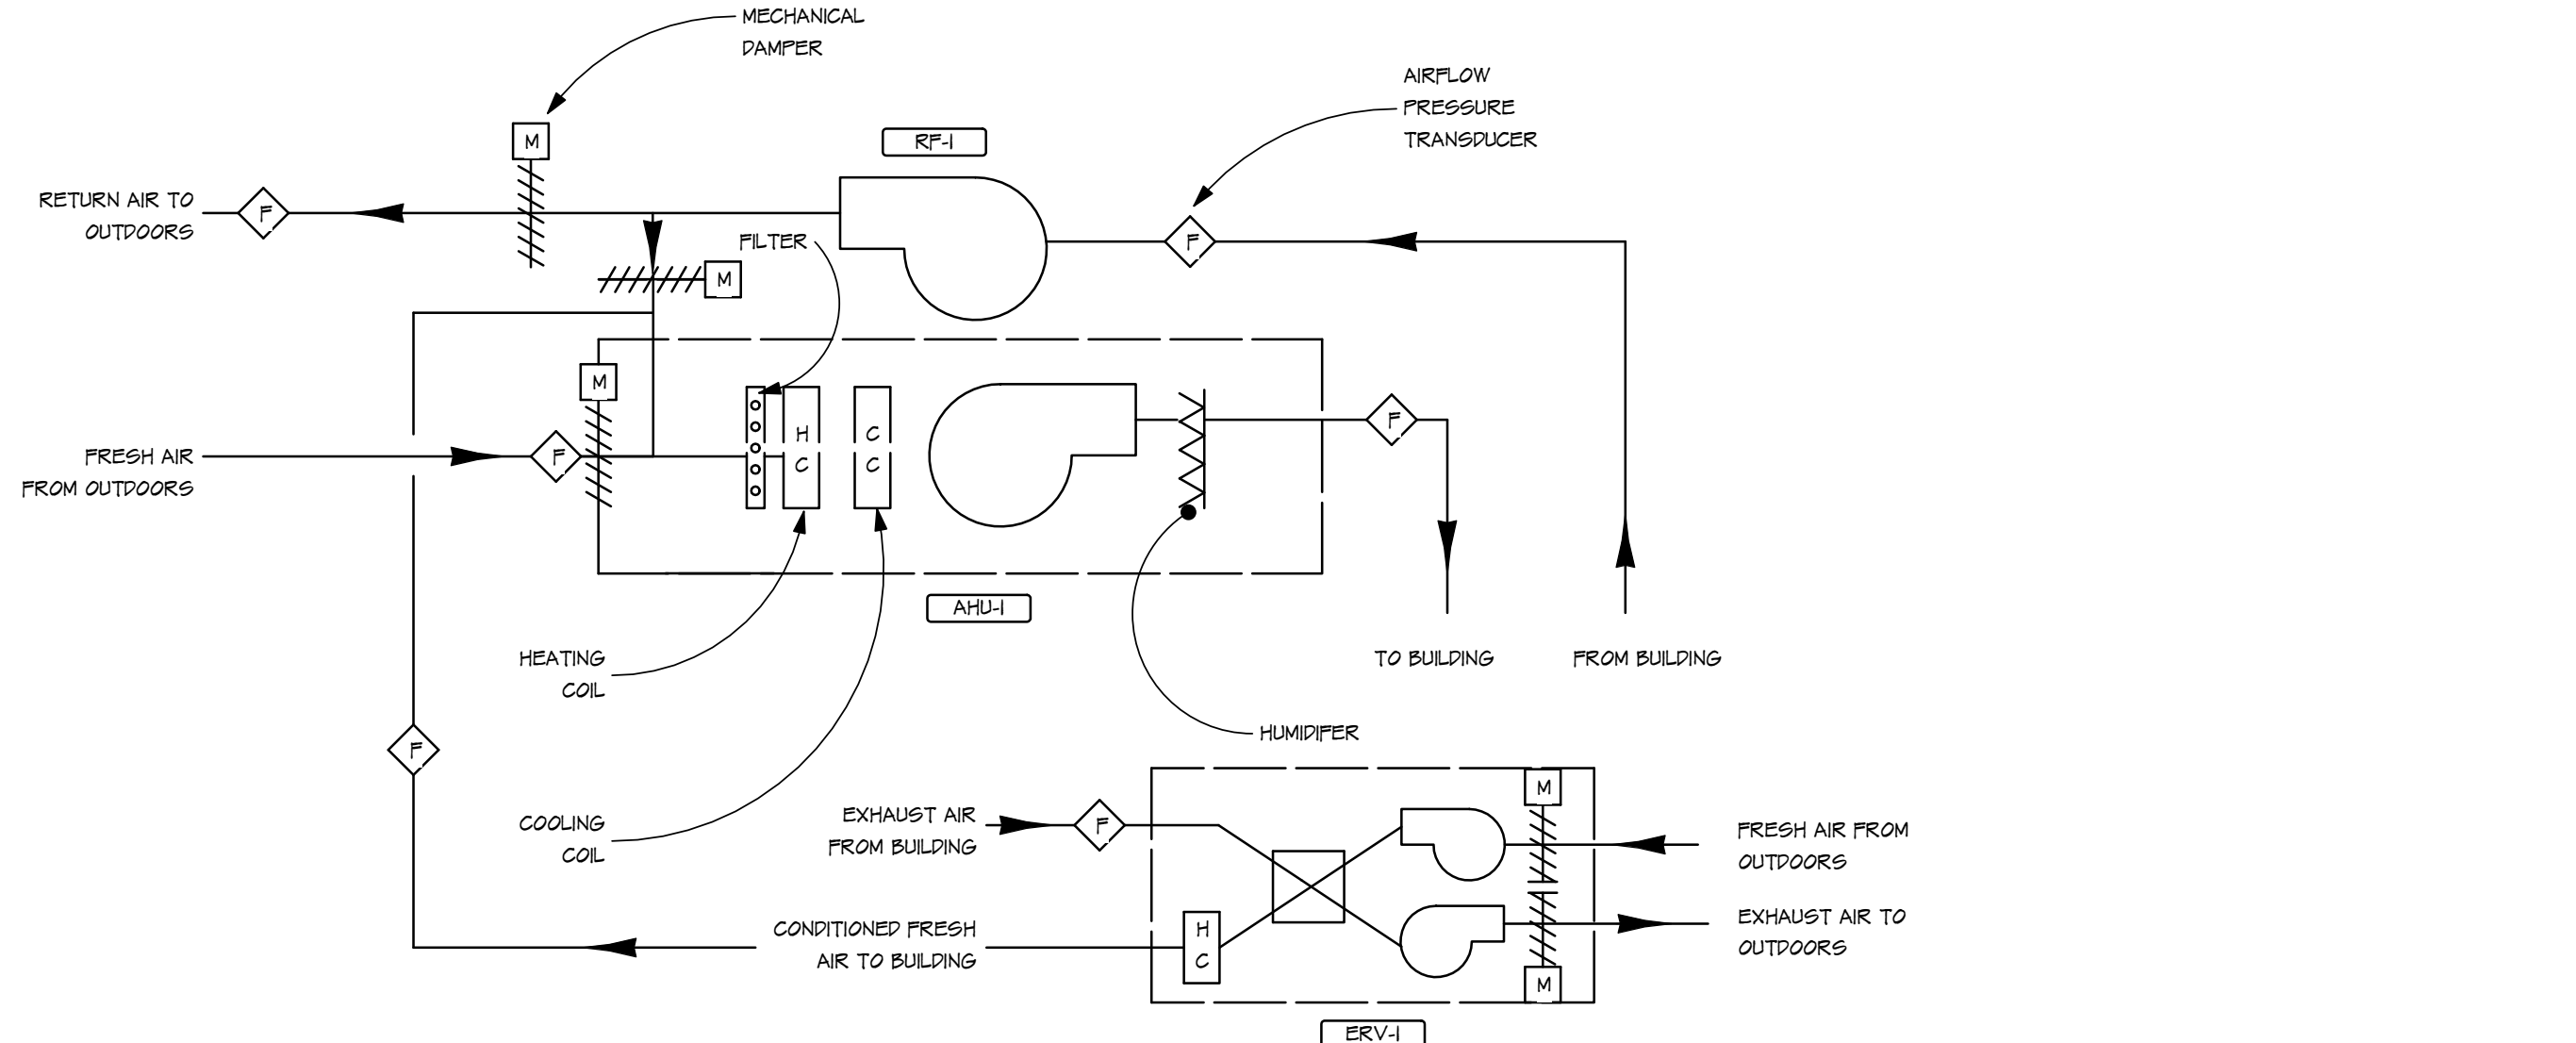 MECHANICAL
DAMPER
AIRFLOW
PRESSURE
TRANSDUCER
M
RF-1
RETURN AIR TO
OUTDOORS
F
FILTER
F
M
M
H
C
C
C
F
FRESH AIR
FROM OUTDOORS
F
AHU-1
HEATING
COIL
TO BUILDING
FROM BUILDING
HUMIDIFER
F
COOLING
COIL
EXHAUST AIR
FROM BUILDING
F
M
FRESH AIR FROM
OUTDOORS
CONDITIONED FRESH
AIR TO BUILDING
H
C
M
EXHAUST AIR TO
OUTDOORS
ERV-1